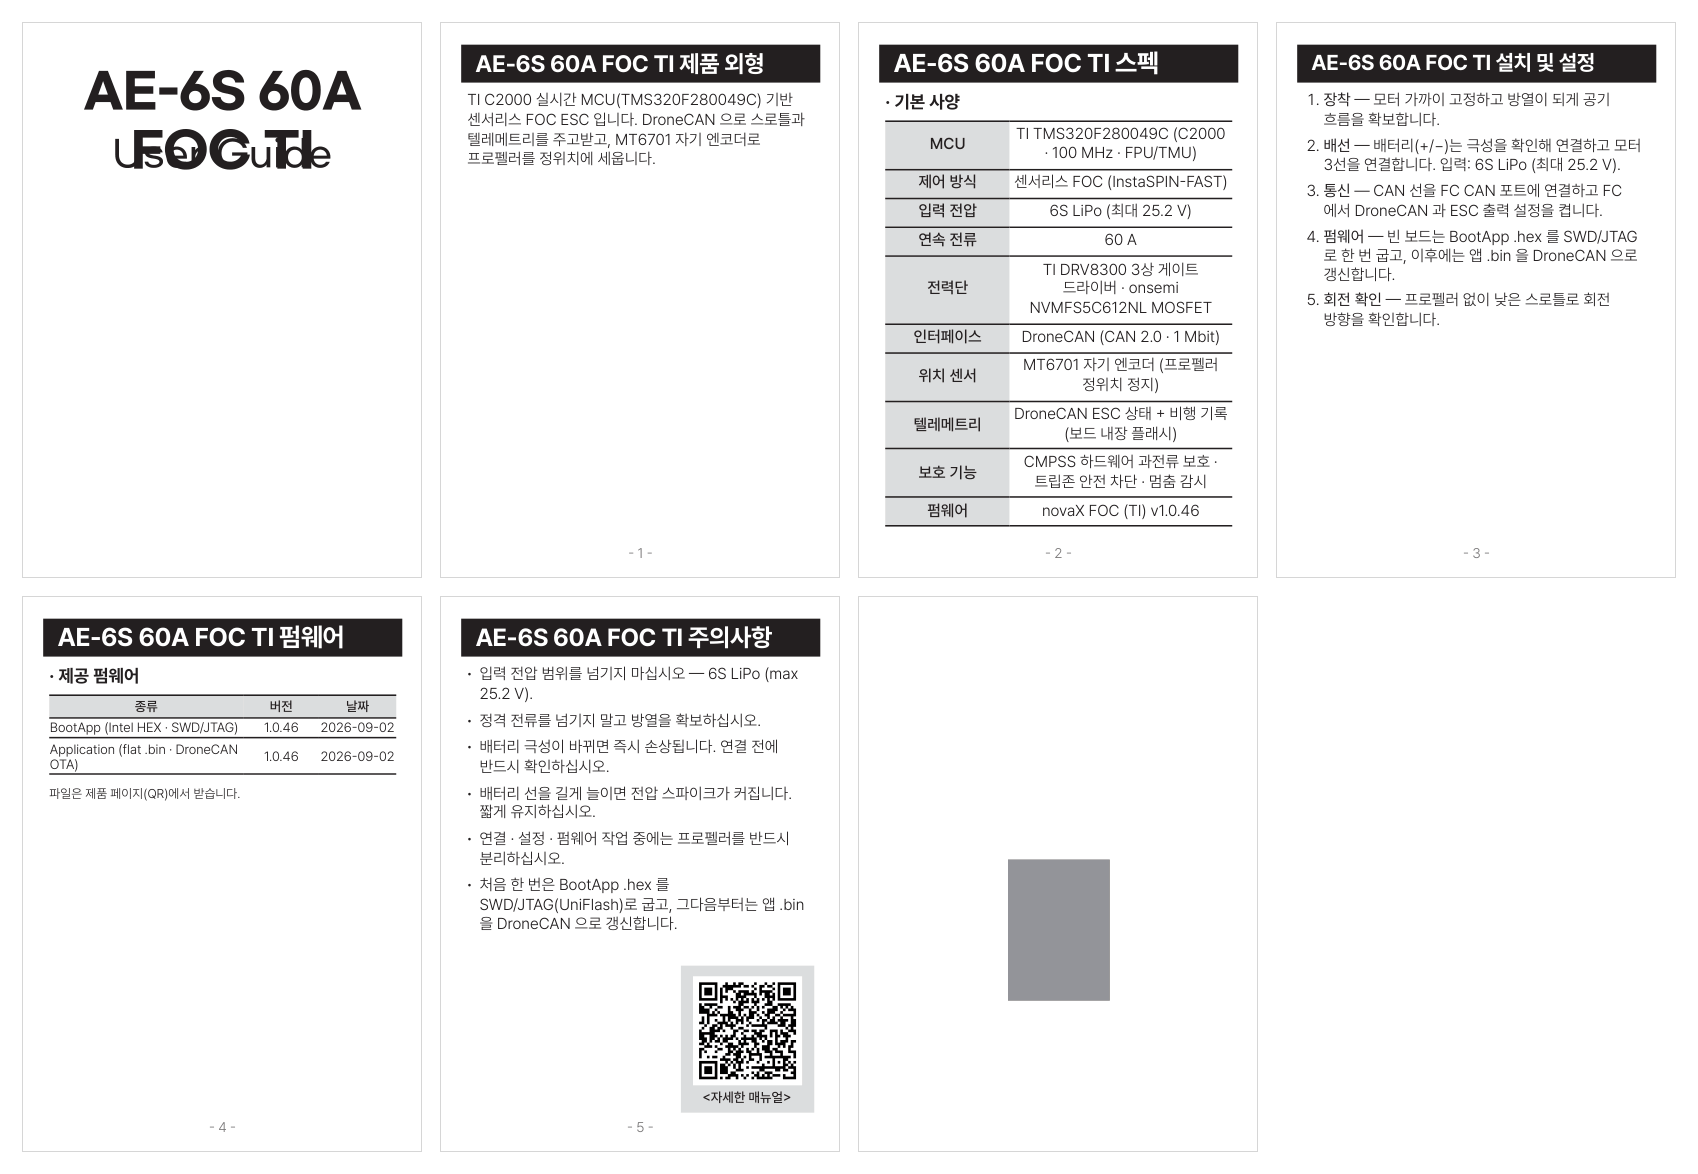 AE-6S 60A
FOC TI
User Guide
AE-6S 60A FOC TI 제품 외형
TI C2000 실시간 MCU(TMS320F280049C) 기반
센서리스 FOC ESC 입니다. DroneCAN 으로 스로틀과
텔레메트리를 주고받고, MT6701 자기 엔코더로
프로펠러를 정위치에 세웁니다.
- 1 -
AE-6S 60A FOC TI 스펙
· 기본 사양
MCU
TI TMS320F280049C (C2000
· 100 MHz · FPU/TMU)
제어 방식
센서리스 FOC (InstaSPIN-FAST)
입력 전압
6S LiPo (최대 25.2 V)
연속 전류
60 A
전력단
TI DRV8300 3상 게이트
드라이버 · onsemi
NVMFS5C612NL MOSFET
인터페이스
DroneCAN (CAN 2.0 · 1 Mbit)
위치 센서
MT6701 자기 엔코더 (프로펠러
정위치 정지)
텔레메트리
DroneCAN ESC 상태 + 비행 기록
(보드 내장 플래시)
보호 기능
CMPSS 하드웨어 과전류 보호 ·
트립존 안전 차단 · 멈춤 감시
펌웨어
novaX FOC (TI) v1.0.46
- 2 -
AE-6S 60A FOC TI 설치 및 설정
1. 장착 — 모터 가까이 고정하고 방열이 되게 공기
흐름을 확보합니다.
2. 배선 — 배터리(+/−)는 극성을 확인해 연결하고 모터
3선을 연결합니다. 입력: 6S LiPo (최대 25.2 V).
3. 통신 — CAN 선을 FC CAN 포트에 연결하고 FC
에서 DroneCAN 과 ESC 출력 설정을 켭니다.
4. 펌웨어 — 빈 보드는 BootApp .hex 를 SWD/JTAG
로 한 번 굽고, 이후에는 앱 .bin 을 DroneCAN 으로
갱신합니다.
5. 회전 확인 — 프로펠러 없이 낮은 스로틀로 회전
방향을 확인합니다.
- 3 -
AE-6S 60A FOC TI 펌웨어
· 제공 펌웨어
종류 버전 날짜
BootApp (Intel HEX · SWD/JTAG) 1.0.46 2026-09-02
Application (flat .bin · DroneCAN
OTA) 1.0.46 2026-09-02
파일은 제품 페이지(QR)에서 받습니다.
- 4 -
AE-6S 60A FOC TI 주의사항
• 입력 전압 범위를 넘기지 마십시오 — 6S LiPo (max
25.2 V).
• 정격 전류를 넘기지 말고 방열을 확보하십시오.
• 배터리 극성이 바뀌면 즉시 손상됩니다. 연결 전에
반드시 확인하십시오.
• 배터리 선을 길게 늘이면 전압 스파이크가 커집니다.
짧게 유지하십시오.
• 연결 · 설정 · 펌웨어 작업 중에는 프로펠러를 반드시
분리하십시오.
• 처음 한 번은 BootApp .hex 를
SWD/JTAG(UniFlash)로 굽고, 그다음부터는 앱 .bin
을 DroneCAN 으로 갱신합니다.
<자세한 매뉴얼>
- 5 -